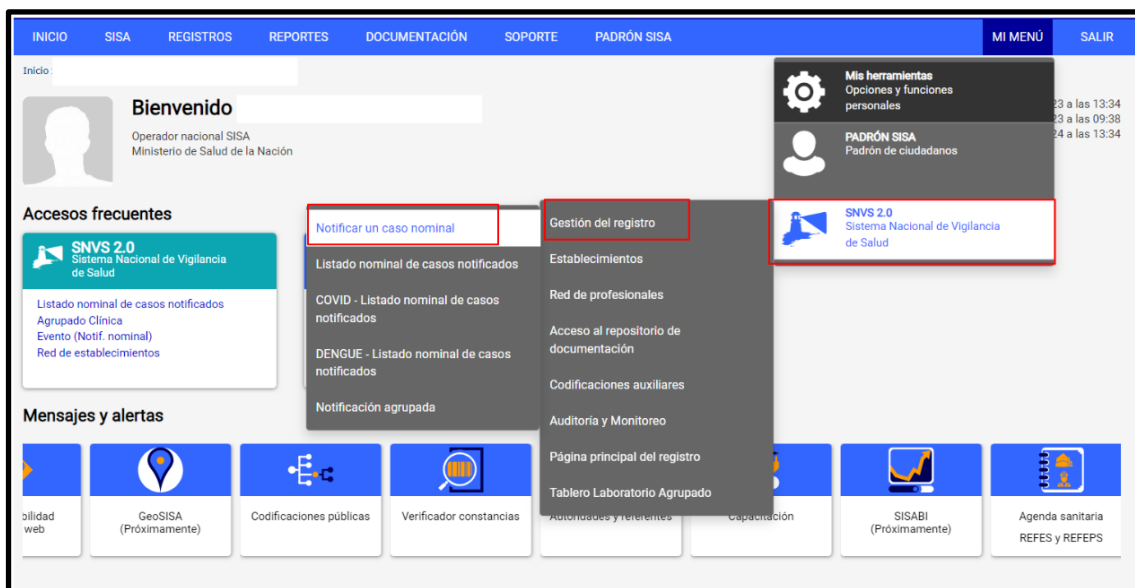 INICIO SISA REGISTROS REPORTES DOCUMENTACIÓN SOPORTE PADRÓN SISA MI MENÚ SALIR
Inicio:
Bienvenido
Operador nacional SISA
Ministerio de Salud de la Nación
23 a las 13:34
23 a las 09:38
24 a las 13:34
Mis herramientas
Opciones y funciones
personales
PADRÓN SISA
Padrón de ciudadanos
SNVS 2.0
Sistema Nacional de Vigilancia
de Salud
Gestión del registro
Establecimientos
Red de profesionales
Acceso al repositorio de
documentación
Codificaciones auxiliares
Auditoría y Monitoreo
Página principal del registro
Tablero Laboratorio Agrupado
Notificar un caso nominal
Listado nominal de casos notificados
COVID - Listado nominal de casos
notificados
DENGUE - Listado nominal de casos
notificados
Notificación agrupada
Accesos frecuentes
SNVS 2.0
Sistema Nacional de Vigilancia
de Salud
Listado nominal de casos notificados
Agrupado Clínica
Evento (Notif. nominal)
Red de establecimientos
Mensajes y alertas
bilidad
web
GeoSISA
(Próximamente)
Codificaciones públicas
Verificador constancias
Autoridades y referentes
Capacitación
SISABI
(Próximamente)
Agenda sanitaria
REFES y REFEPS